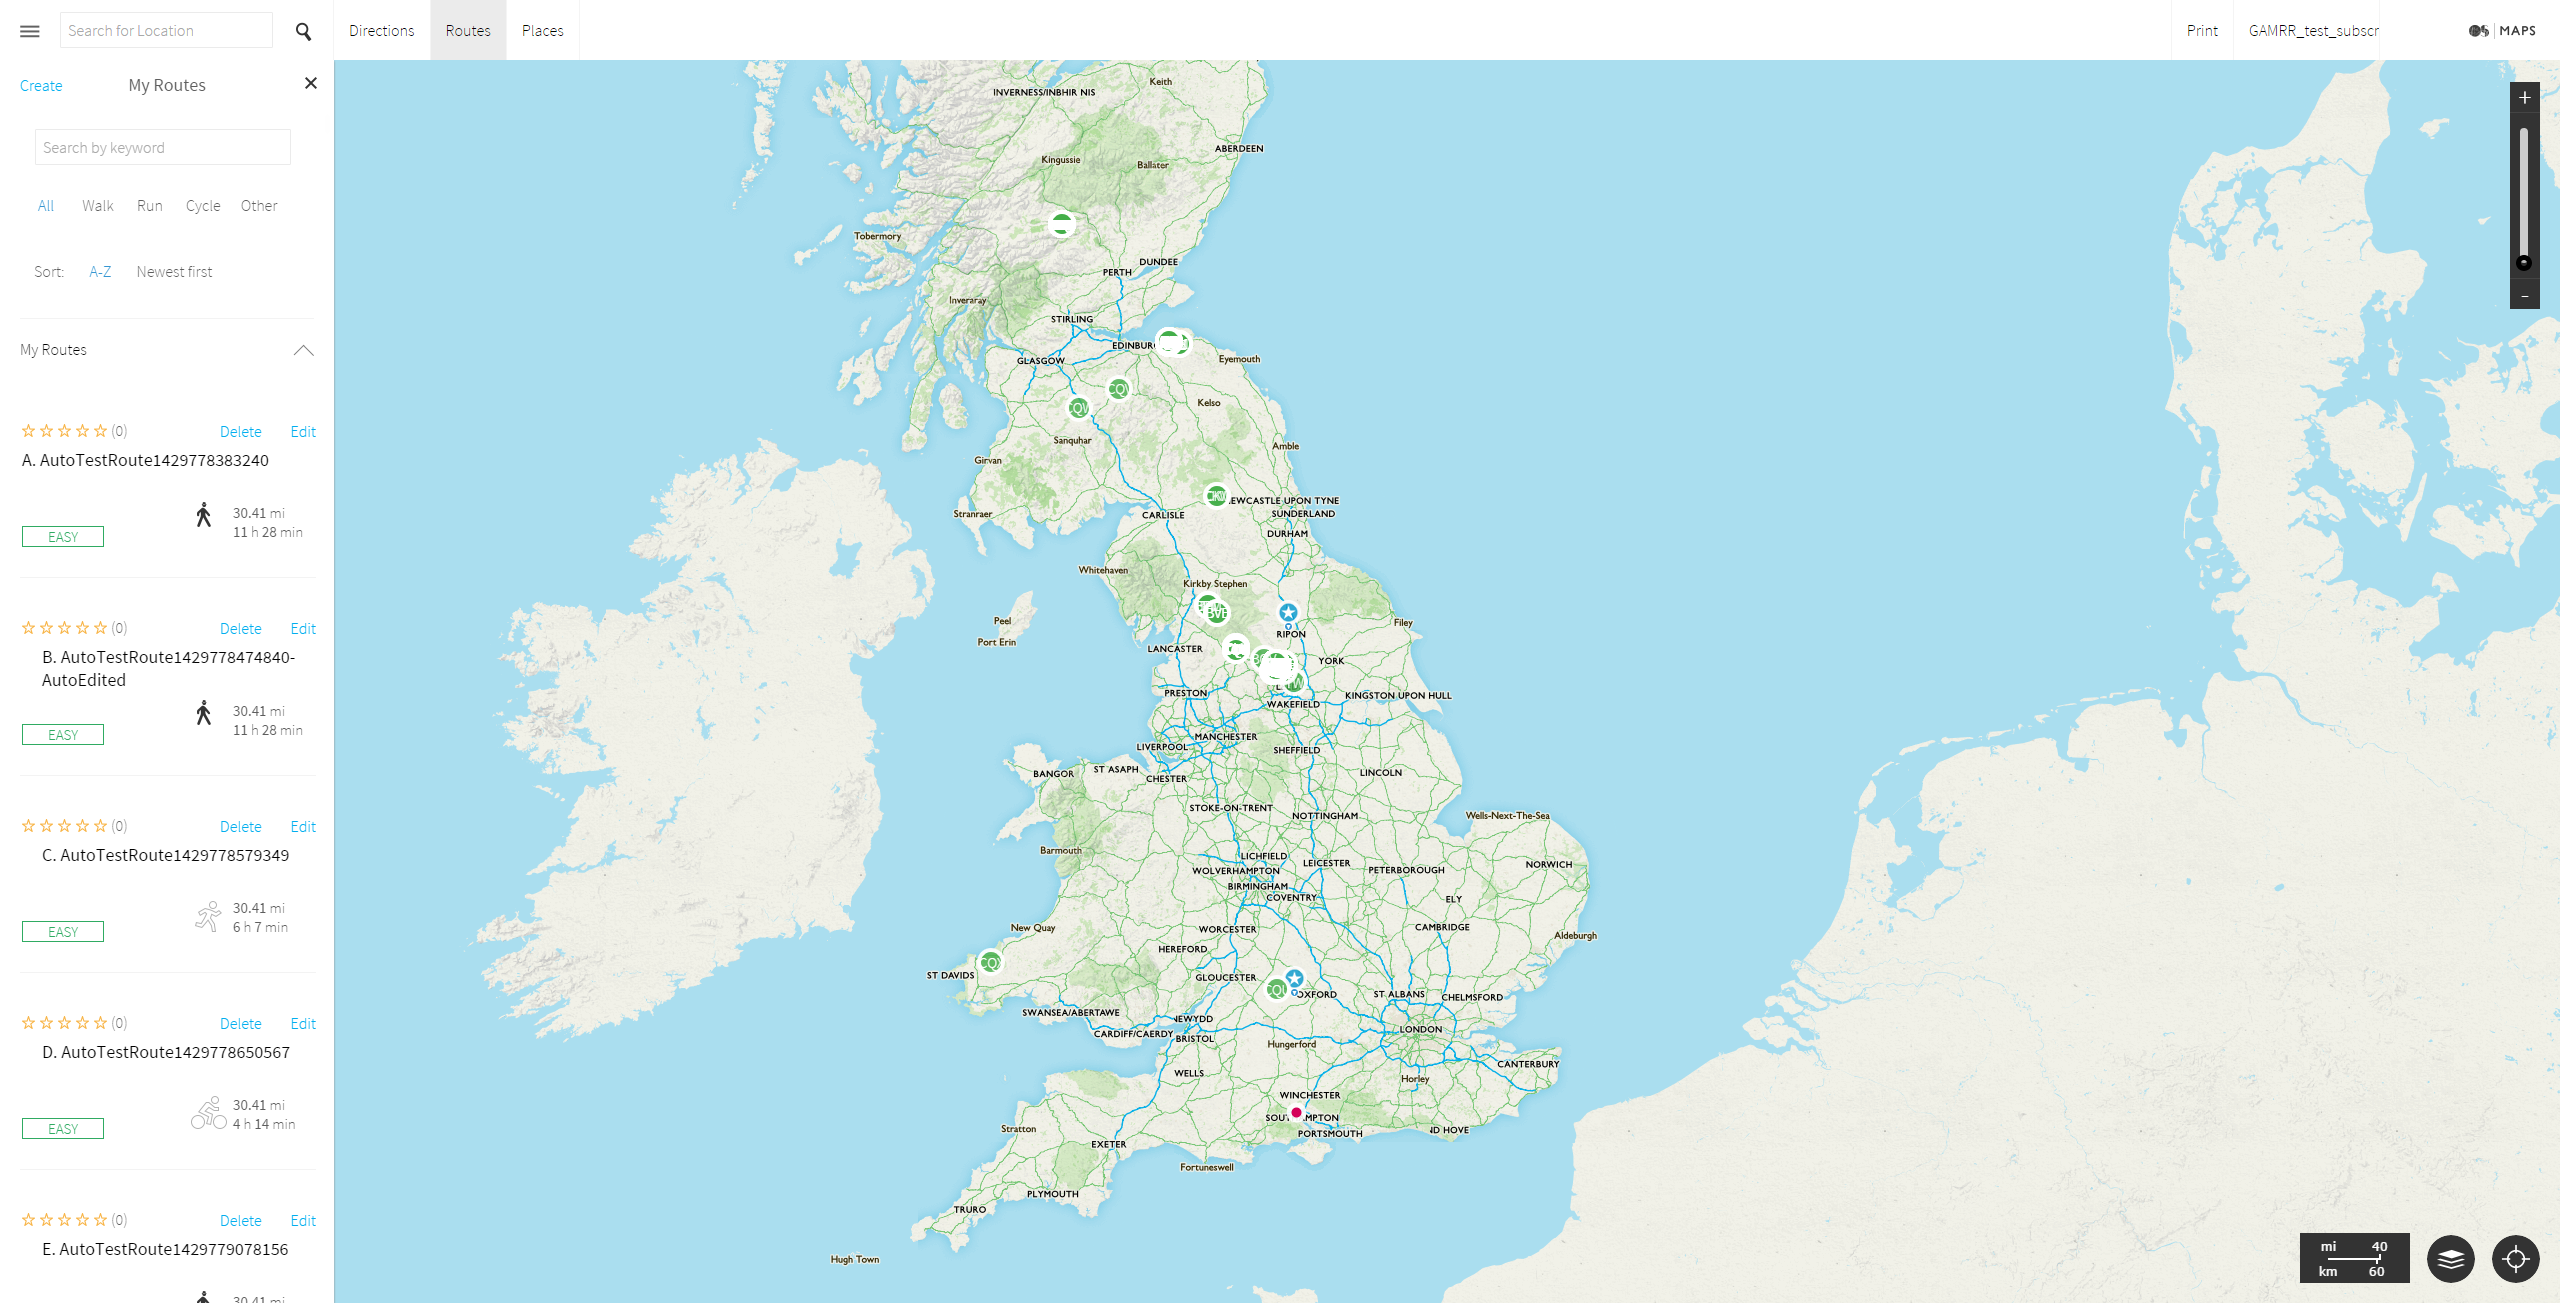 Search for Location
Directions
Routes
Places
Print
GAMRR_test_subscr
MAPS
Create
My Routes
Search by keyword
All
Walk
Run
Cycle
Other
Sort:
A-Z
Newest first
My Routes
(0)
Delete
Edit
A. AutoTestRoute1429778383240
30.41 mi
11 h 28 min
EASY
(0)
Delete
Edit
B. AutoTestRoute1429778474840-
AutoEdited
30.41 mi
11 h 28 min
EASY
(0)
Delete
Edit
C. AutoTestRoute1429778579349
30.41 mi
6 h 7 min
EASY
(0)
Delete
Edit
D. AutoTestRoute1429778650567
30.41 mi
4 h 14 min
EASY
(0)
Delete
Edit
E. AutoTestRoute1429779078156
30.41 mi
Keith
INVERNESS/INBHIR NIS
ABERDEEN
Kingussie
Ballater
Tobermory
DUNDEE
PERTH
Inveraray
STIRLING
EDINBURG
GLASGOW
Eyemouth
Kelso
Sanquhar
Amble
Girvan
EWCASTLE UPON TYNE
Stranraer
CARLISLE
SUNDERLAND
DURHAM
Whitehaven
Kirkby Stephen
Peel
RIPON
Filey
Port Erin
LANCASTER
YORK
PRESTON
KINGSTON UPON HULL
WAKEFIELD
MANCHESTER
LIVERPOOL
SHEFFIELD
BANGOR
ST ASAPH
CHESTER
LINCOLN
STOKE-ON-TRENT
NOTTINGHAM
Wells-Next-The-Sea
Barmouth
LICHFIELD
LEICESTER
NORWICH
WOLVERHAMPTON
PETERBOROUGH
BIRMINGHAM
COVENTRY
ELY
New Quay
WORCESTER
CAMBRIDGE
Aldeburgh
HEREFORD
ST DAVIDS
GLOUCESTER
OXFORD
ST ALBANS
CHELMSFORD
SWANSEA/ABERTAWE
NEWYDD
CARDIFF/CAERDY
BRISTOL
LONDON
Hungerford
CANTERBURY
WELLS
Horley
WINCHESTER
SOUT MPTON
Stratton
PORTSMOUTH
ND HOVE
EXETER
Fortuneswell
PLYMOUTH
TRURO
Hugh Town
mi 40
km 60